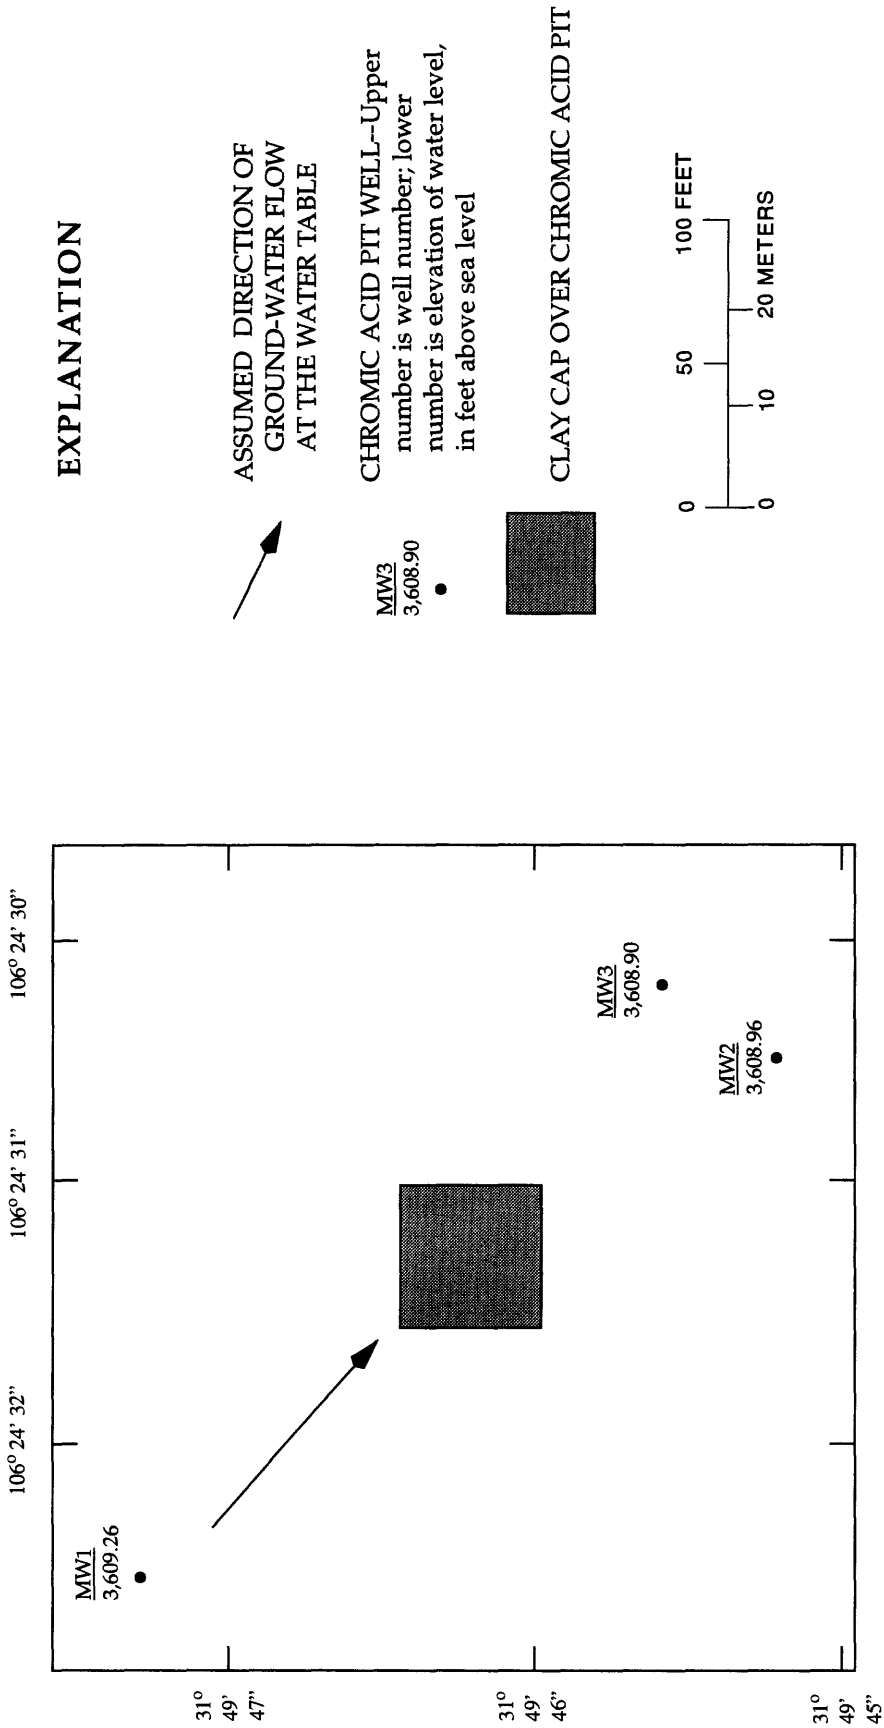 106° 24' 32"
106° 24' 31"
106° 24' 30"
31°
49'
47"
31°
49'
46"
31°
49'
45"
MW1
3,609.26
MW3
3,608.90
MW2
3,608.96
EXPLANATION
ASSUMED DIRECTION OF
GROUND-WATER FLOW
AT THE WATER TABLE
MW3
3,608.90
CHROMIC ACID PIT WELL--Upper
number is well number; lower
number is elevation of water level,
in feet above sea level
CLAY CAP OVER CHROMIC ACID PIT
0 50 100 FEET
0 10 20 METERS